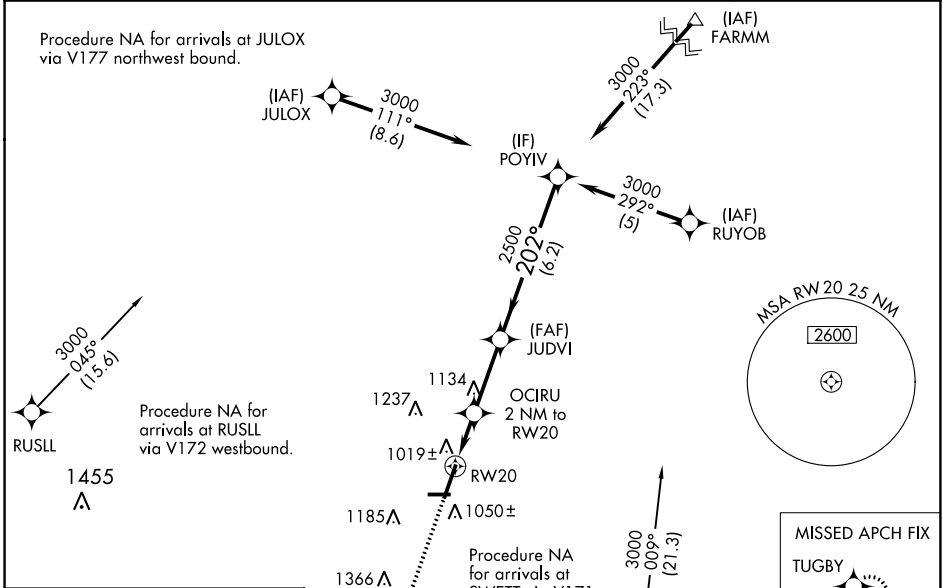 Procedure NA for arrivals at JULOX
via V177 northwest bound.
(IAF)
FARMM
3000
223°
(17.3)
(IAF)
JULOX
3000
111°
(8.6)
(IF)
POYIV
3000
292°
(5)
(IAF)
RUYOB
2500
202°
(6.2)
MSA RW20 25 NM
2600
3000
045°
(15.6)
(FAF)
JUDVI
1134
1237
OCIRU
2 NM to
RW20
RUSLL
Procedure NA for
arrivals at RUSLL
via V172 westbound.
1019±
RW20
1455
1185
1050±
3000
009°
(21.3)
MISSED APCH FIX
TUGBY
1366
Procedure NA
for arrivals at